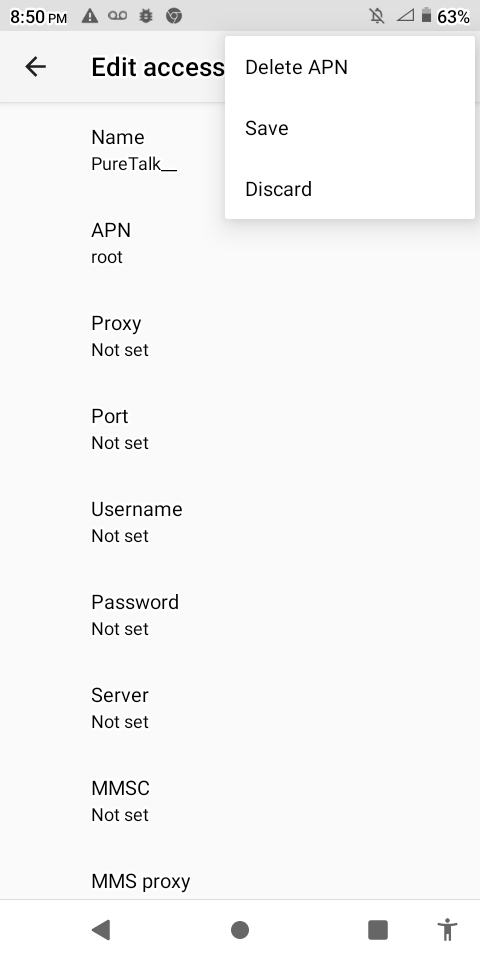 8:50 PM 63%
Edit access
Delete APN
Save
Discard
Name
PureTalk__
APN
root
Proxy
Not set
Port
Not set
Username
Not set
Password
Not set
Server
Not set
MMSC
Not set
MMS proxy